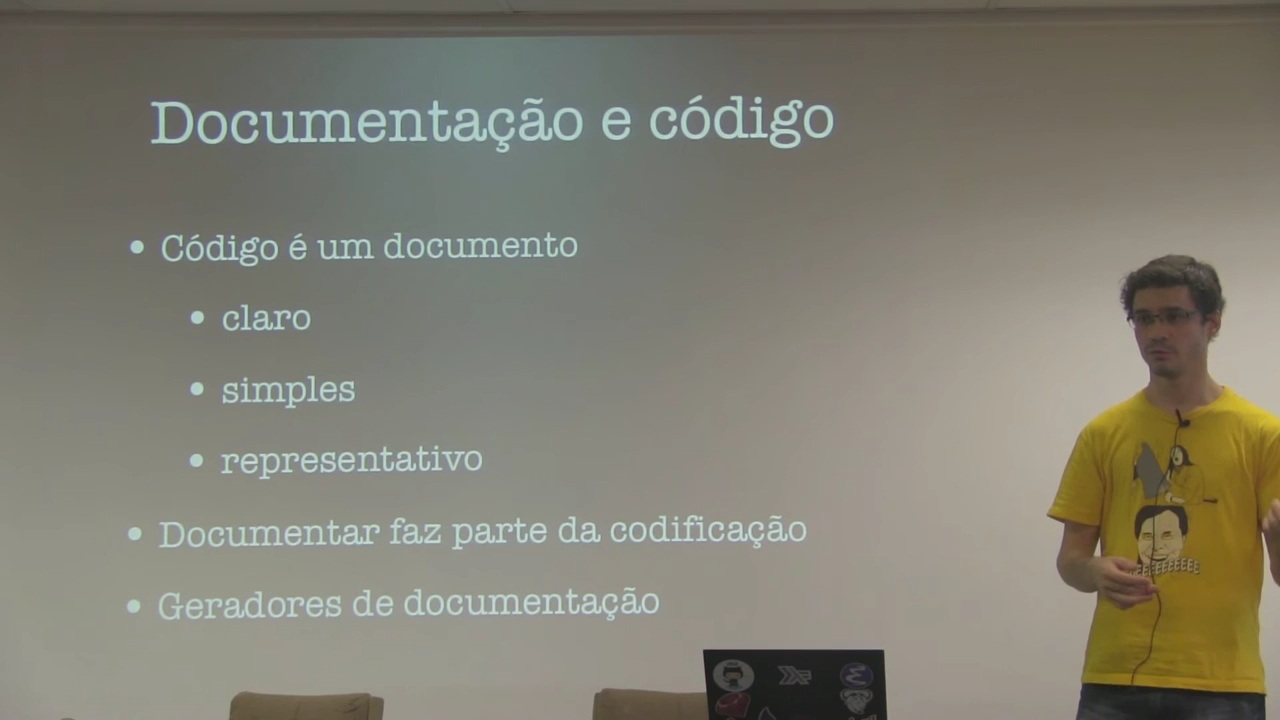 Documentação e código
• Código é um documento
• claro
• simples
• representativo
• Documentar faz parte da codificação
• Geradores de documentação